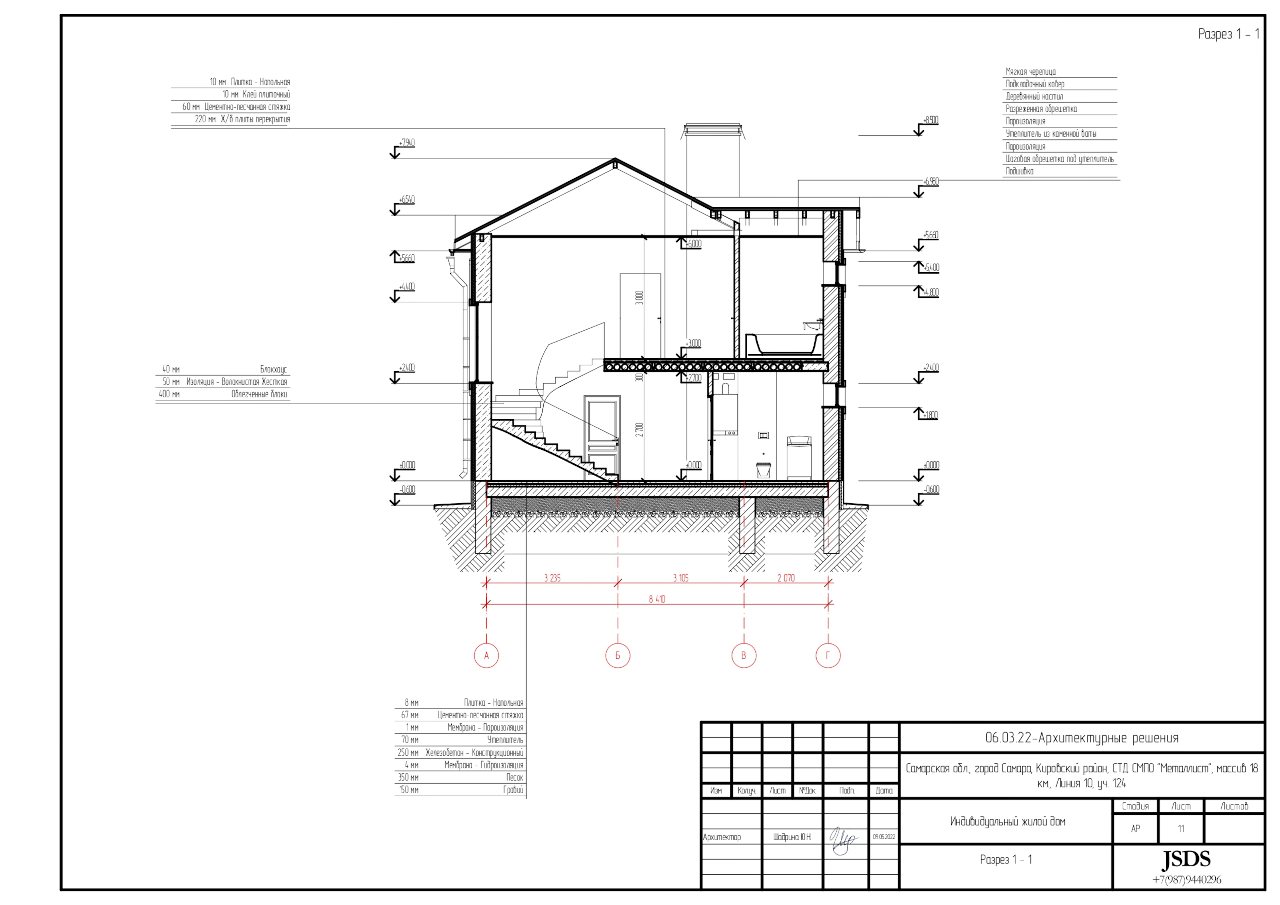 Разрез 1 - 1
10 мм Плитка - Напольная
10 мм Клей плиточный
60 мм Цементно-песчаная стяжка
220 мм Ж/б плиты перекрытия
Мягкая черепица
Подкладочный ковер
Деревянный настил
Разреженная обрешетка
Пароизоляция
Утеплитель из каменной ваты
Пароизоляция
Шаговая обрешетка под утеплитель
Подшивка
+7.940
+6.540
+5.660
+4.400
+2.400
±0.000
-0.600
+8.900
+6.980
+5.660
+5.400
+4.800
+2.400
+1.800
±0.000
-0.600
+6.000
3 000
+3.000
300
+2.700
2 700
±0.000
40 мм Блокхаус
50 мм Изоляция - Волокнистая Жесткая
400 мм Облегченные блоки
3 235
3 105
2 070
8 410
А
Б
В
Г
8 мм Плитка - Напольная
67 мм Цементно-песчаная стяжка
1 мм Мембрана - Пароизоляция
70 мм Утеплитель
250 мм Железобетон - Конструкционный
4 мм Мембрана - Гидроизоляция
350 мм Песок
150 мм Гравий
06.03.22-Архитектурные решения
Самарская обл., город Самара, Кировский район, СТД СМПО "Металлист", массив 18
км., Линия 10, уч. 124
Изм Колуч Лист №Док Подп. Дата
Индивидуальный жилой дом
Стадия Лист Листов
АР 11
Архитектор Шадрина Ю.Н. 09.05.2022
Разрез 1 - 1
JSDS
+7(987)9440296